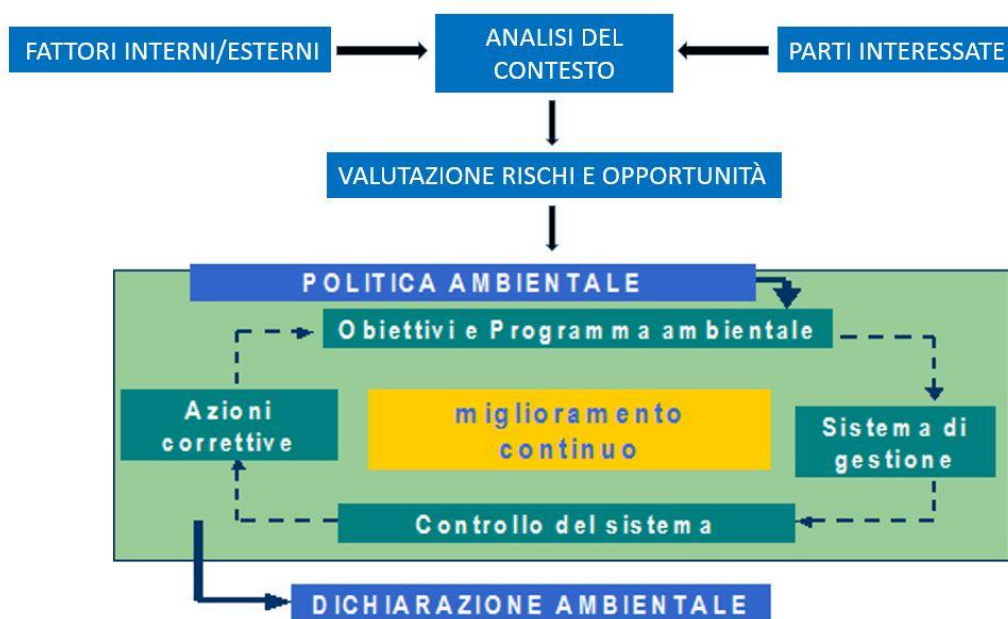 FATTORI INTERNI/ESTERNI
ANALISI DEL
CONTESTO
PARTI INTERESSATE
VALUTAZIONE RISCHI E OPPORTUNITÀ
POLITICA AMBIENTALE
Obiettivi e Programma ambientale
Azioni
correttive
miglioramento
continuo
Sistema di
gestione
Controllo del sistema
DICHIARAZIONE AMBIENTALE